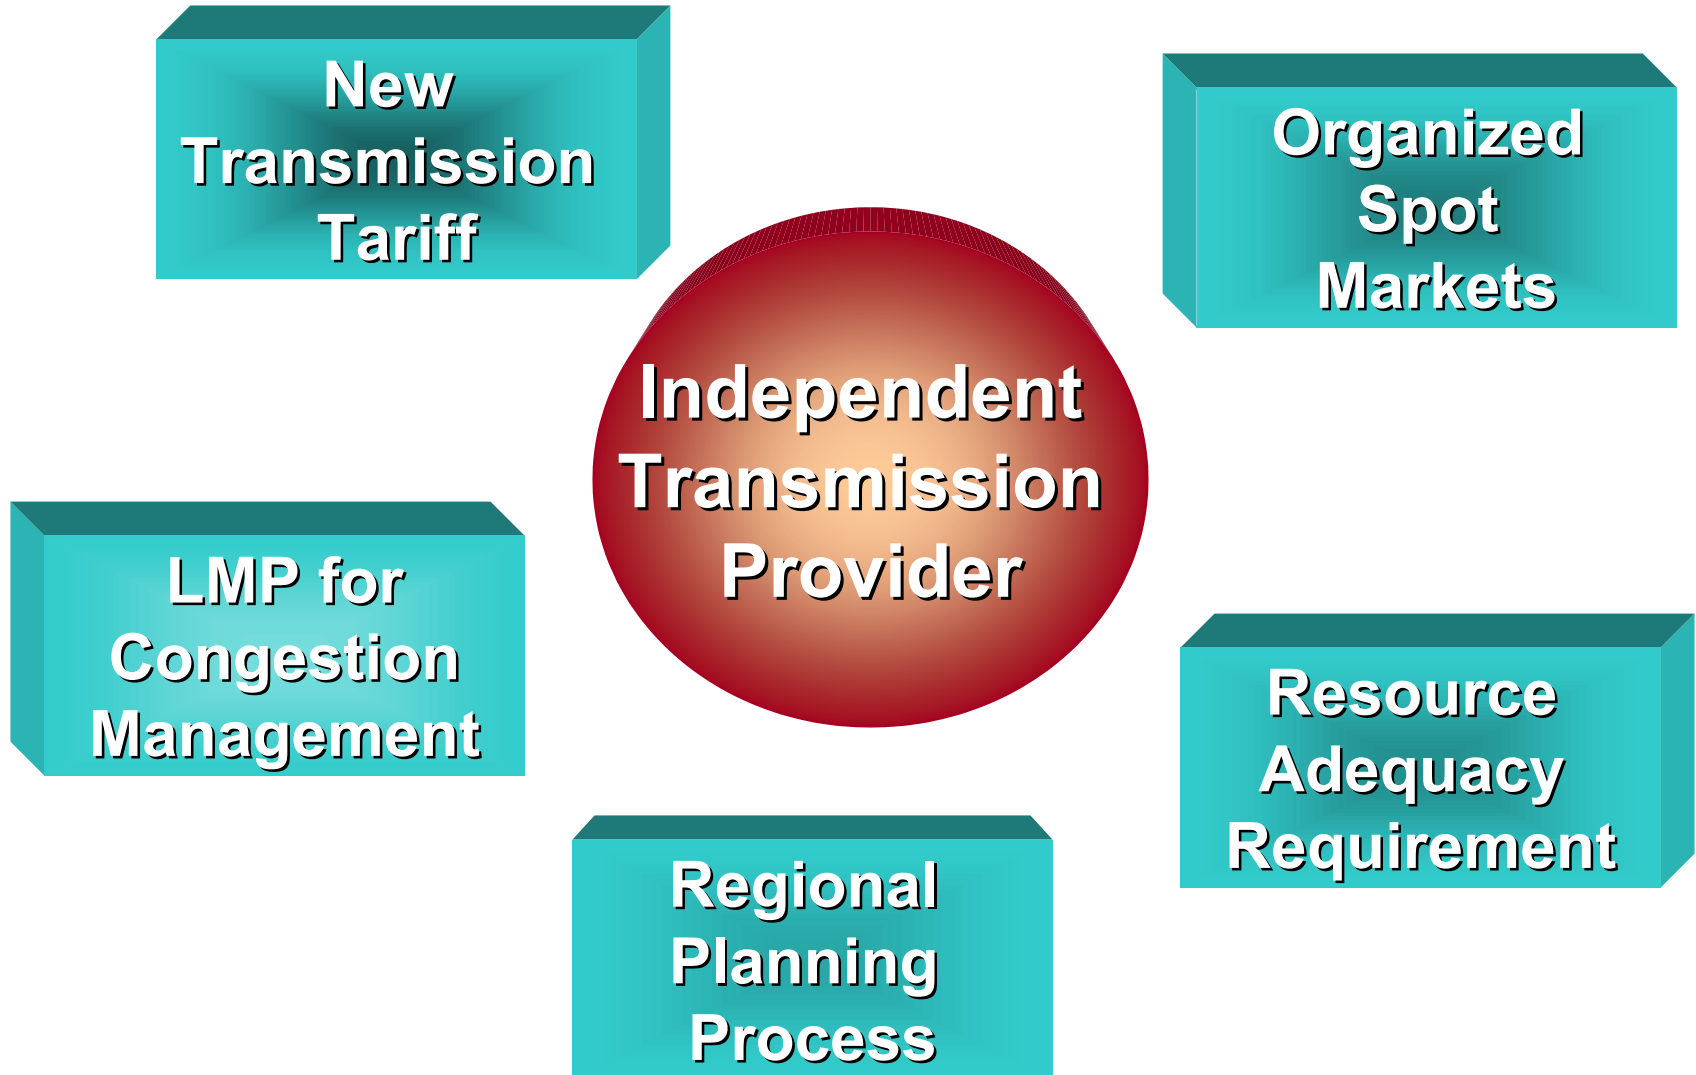 New
Transmission
Tariff
Organized
Spot
Markets
Independent
Transmission
Provider
LMP for
Congestion
Management
Resource
Adequacy
Requirement
Regional
Planning
Process